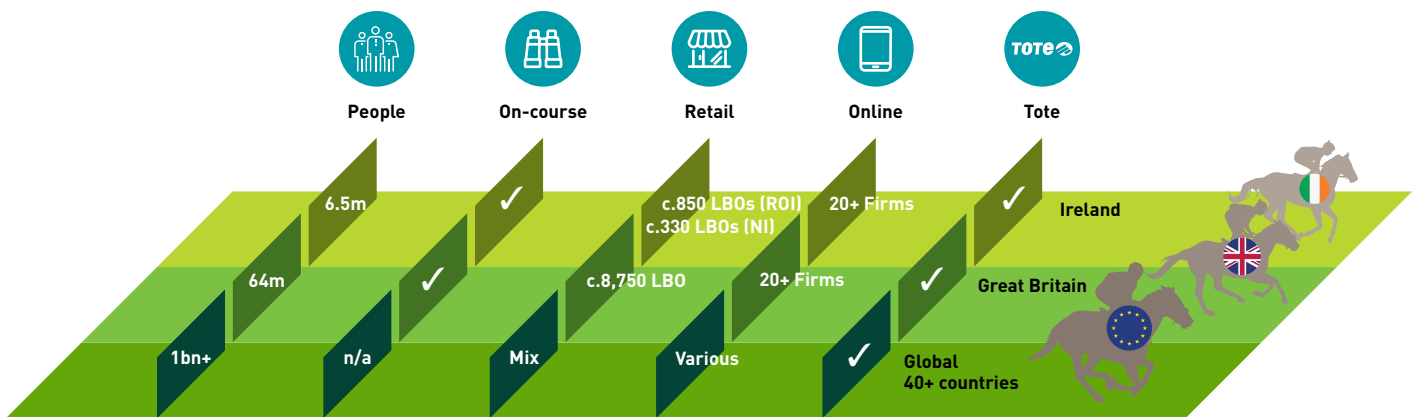 TOTE
People
On-course
Retail
Online
Tote
6.5m
✓
c.850 LBOs (ROI)
c.330 LBOs (NI)
20+ Firms
✓
Ireland
64m
✓
c.8,750 LBO
20+ Firms
✓
Great Britain
1bn+
n/a
Mix
Various
✓
Global
40+ countries